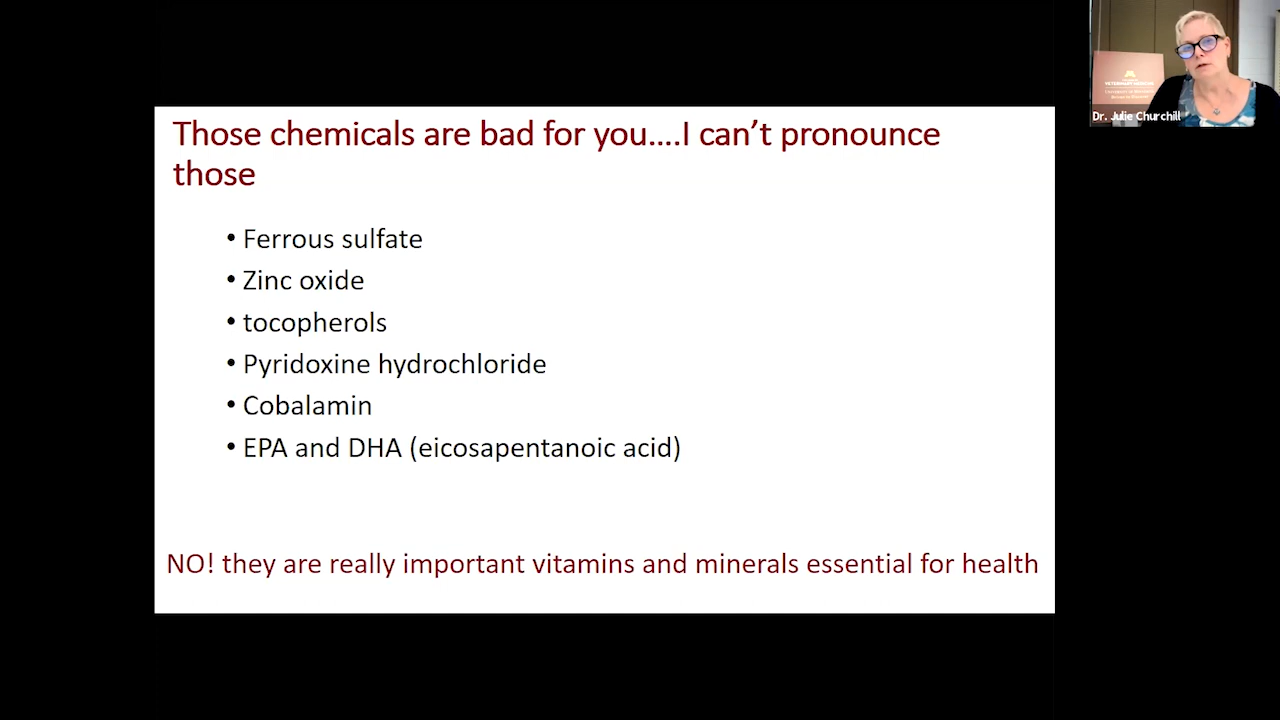 Those chemicals are bad for you....I can't pronounce
those
• Ferrous sulfate
• Zinc oxide
• tocopherols
• Pyridoxine hydrochloride
• Cobalamin
• EPA and DHA (eicosapentanoic acid)
NO! they are really important vitamins and minerals essential for health
Dr. Julie Churchill